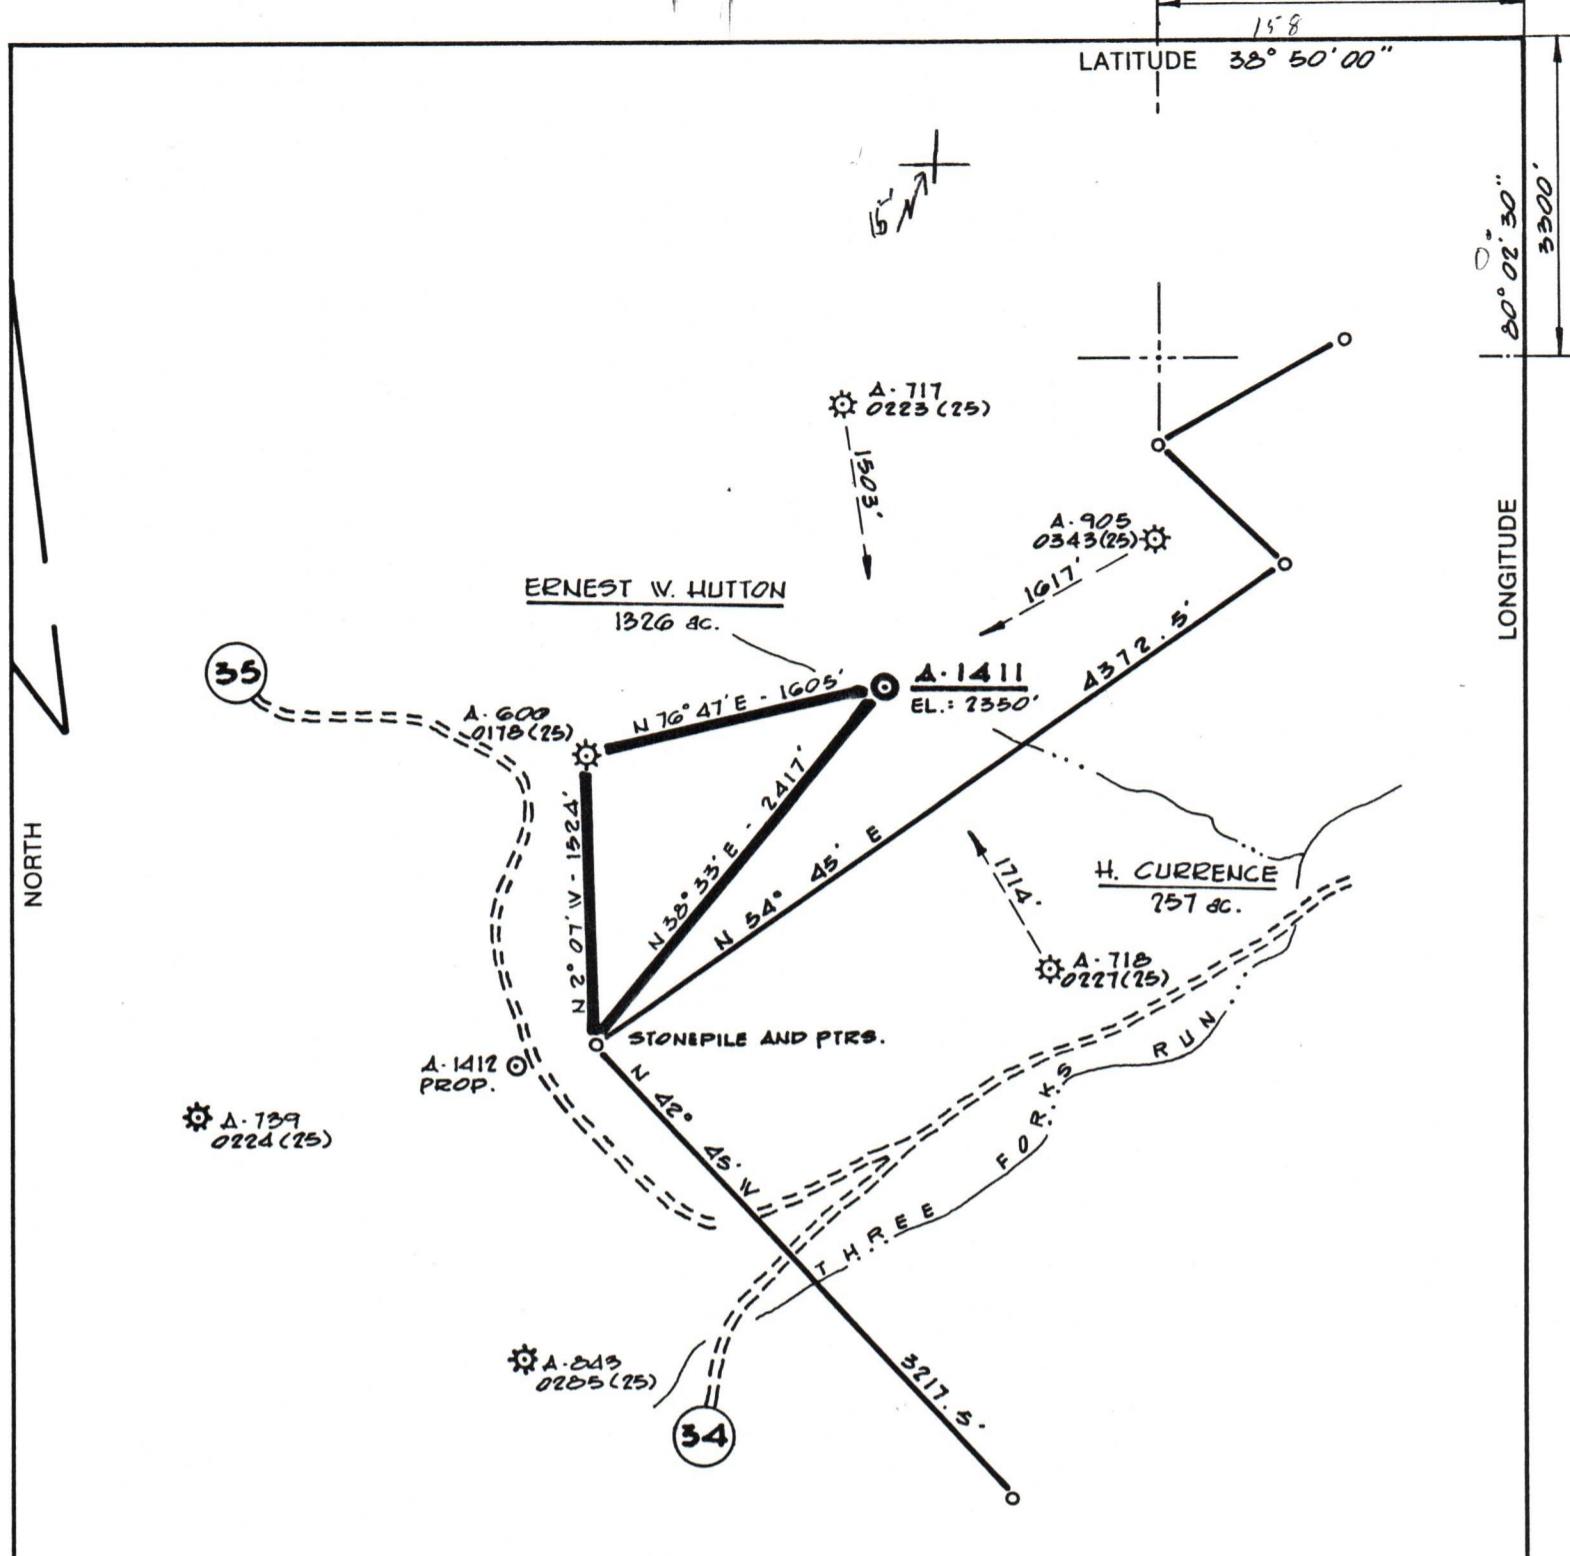 158
LATITUDE 38° 50' 00"
15' N
80° 02' 30"
0"
3300'
A-717
0223 (25)
1503'
A-905
0343(25)
1617'
LONGITUDE
ERNEST W. HUTTON
1326 ac.
35
A-1411
EL.: 2350'
N 76° 47' E - 1605'
A-600
0178(25)
4372.5'
N 2° 07' W - 1524'
N 38° 33' E - 2417'
N 54° 45' E
NORTH
H. CURRENCE
257 ac.
1714'
A-718
0227(25)
STONEPILE AND PTRS.
A-1412
PROP.
A-739
0224(25)
N 42° 45' W
THREE FORKS RUN
A-843
0285(25)
34
3217.5'